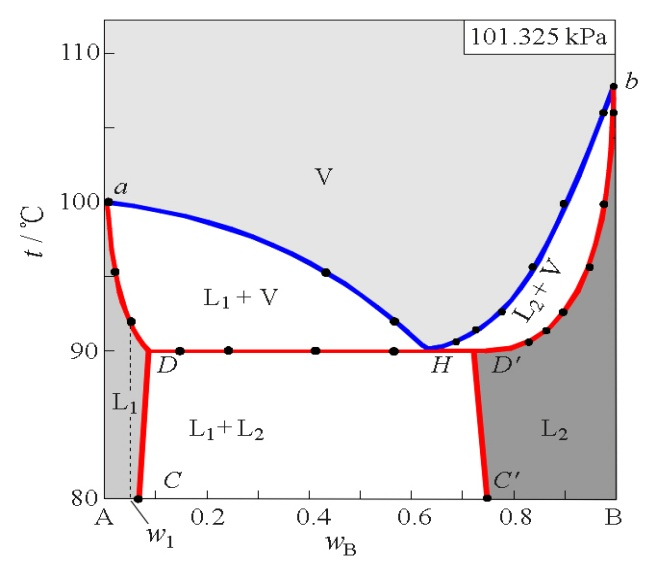 101.325 kPa
110
b
V
a
100
t / ℃
L₁ + V
L₂ + V
90
D
H
D′
L₁
L₁ + L₂
L₂
C
C′
80
A
w₁
0.2
0.4
w_B
0.6
0.8
B